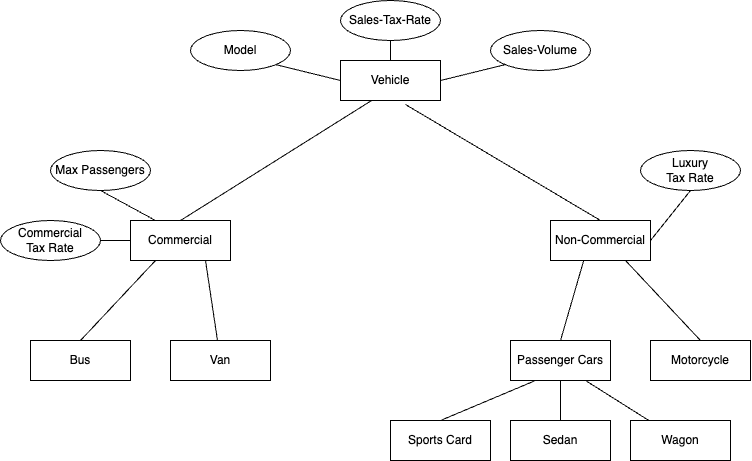 Sales-Tax-Rate
Model
Sales-Volume
Vehicle
Max Passengers
Luxury
Tax Rate
Commercial
Tax Rate
Commercial
Non-Commercial
Bus
Van
Passenger Cars
Motorcycle
Sports Card
Sedan
Wagon